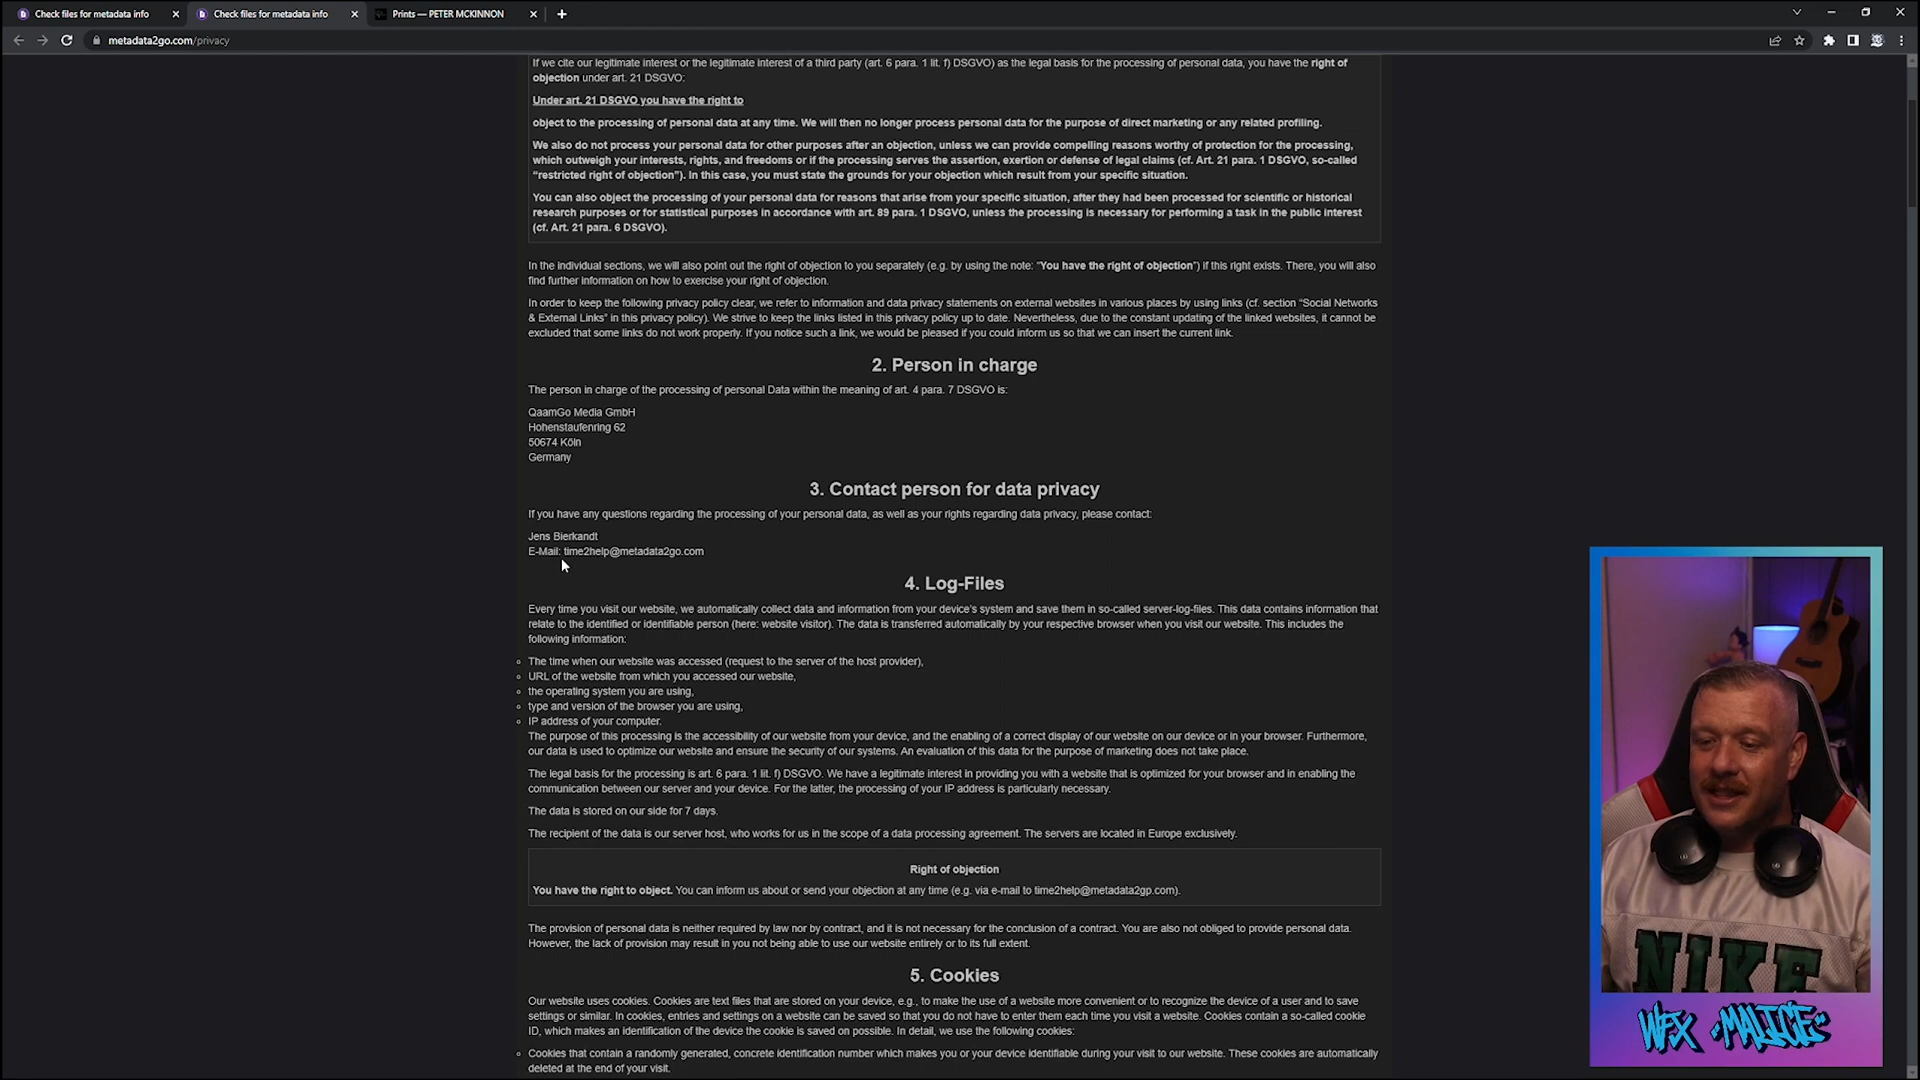 Check files for metadata info
Check files for metadata info
Prints — PETER MCKINNON
metadata2go.com/privacy
If we cite our legitimate interest or the legitimate interest of a third party (art. 6 para. 1 lit. f) DSGVO) as the legal basis for the processing of personal data, you have the right of
objection under art. 21 DSGVO:
Under art. 21 DSGVO you have the right to
object to the processing of personal data at any time. We will then no longer process personal data for the purpose of direct marketing or any related profiling.
We also do not process your personal data for other purposes after an objection, unless we can provide compelling reasons worthy of protection for the processing,
which outweigh your interests, rights, and freedoms or if the processing serves the assertion, exertion or defense of legal claims (cf. Art. 21 para. 1 DSGVO, so-called
“restricted right of objection”). In this case, you must state the grounds for your objection which result from your specific situation.
You can also object the processing of your personal data for reasons that arise from your specific situation, after they had been processed for scientific or historical
research purposes or for statistical purposes in accordance with art. 89 para. 1 DSGVO, unless the processing is necessary for performing a task in the public interest
(cf. Art. 21 para. 6 DSGVO).
In the individual sections, we will also point out the right of objection to you separately (e.g. by using the note: “You have the right of objection”) if this right exists. There, you will also
find further information on how to exercise your right of objection.
In order to keep the following privacy policy clear, we refer to information and data privacy statements on external websites in various places by using links (cf. section “Social Networks
& External Links” in this privacy policy). We strive to keep the links listed in this privacy policy up to date. Nevertheless, due to the constant updating of the linked websites, it cannot be
excluded that some links do not work properly. If you notice such a link, we would be pleased if you could inform us so that we can insert the current link.
2. Person in charge
The person in charge of the processing of personal Data within the meaning of art. 4 para. 7 DSGVO is:
QaamGo Media GmbH
Hohenstaufenring 62
50674 Köln
Germany
3. Contact person for data privacy
If you have any questions regarding the processing of your personal data, as well as your rights regarding data privacy, please contact:
Jens Bierkandt
E-Mail: time2help@metadata2go.com
4. Log-Files
Every time you visit our website, we automatically collect data and information from your device’s system and save them in so-called server-log-files. This data contains information that
relate to the identified or identifiable person (here: website visitor). The data is transferred automatically by your respective browser when you visit our website. This includes the
following information:
The time when our website was accessed (request to the server of the host provider),
URL of the website from which you accessed our website,
the operating system you are using,
type and version of the browser you are using,
IP address of your computer.
The purpose of this processing is the accessibility of our website from your device, and the enabling of a correct display of our website on our device or in your browser. Furthermore,
our data is used to optimize our website and ensure the security of our systems. An evaluation of this data for the purpose of marketing does not take place.
The legal basis for the processing is art. 6 para. 1 lit. f) DSGVO. We have a legitimate interest in providing you with a website that is optimized for your browser and in enabling the
communication between our server and your device. For the latter, the processing of your IP address is particularly necessary.
The data is stored on our side for 7 days.
The recipient of the data is our server host, who works for us in the scope of a data processing agreement. The servers are located in Europe exclusively.
Right of objection
You have the right to object. You can inform us about or send your objection at any time (e.g. via e-mail to time2help@metadata2gp.com).
The provision of personal data is neither required by law nor by contract, and it is not necessary for the conclusion of a contract. You are also not obliged to provide personal data.
However, the lack of provision may result in you not being able to use our website entirely or to its full extent.
5. Cookies
Our website uses cookies. Cookies are text files that are stored on your device, e.g., to make the use of a website more convenient or to recognize the device of a user and to save
settings or similar. In cookies, entries and settings on a website can be saved so that you do not have to enter them each time you visit a website. Cookies contain a so-called cookie
ID, which makes an identification of the device the cookie is saved on possible. In detail, we use the following cookies:
Cookies that contain a randomly generated, concrete identification number which makes you or your device identifiable during your visit to our website. These cookies are automatically
deleted at the end of your visit.
NIKE
WFX MALICE